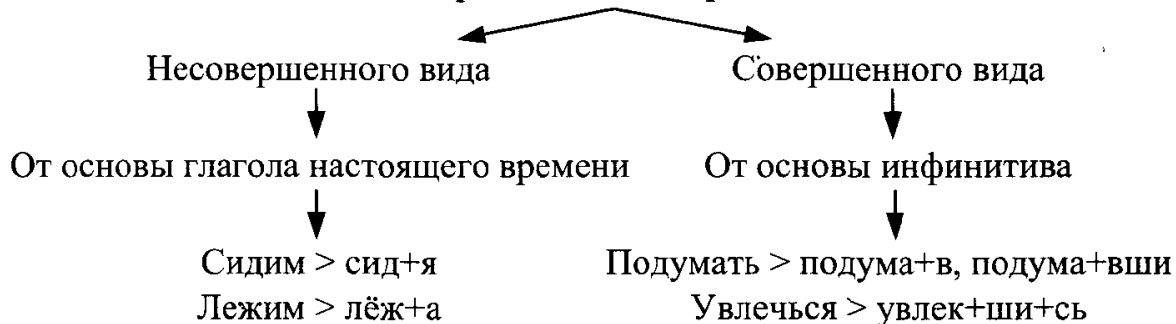 Несовершенного вида Совершенного вида
От основы глагола настоящего времени От основы инфинитива
Сидим > сид+я Подумать > подума+в, подума+вши
Лежим > лёж+а Увлечься > увлек+ши+сь